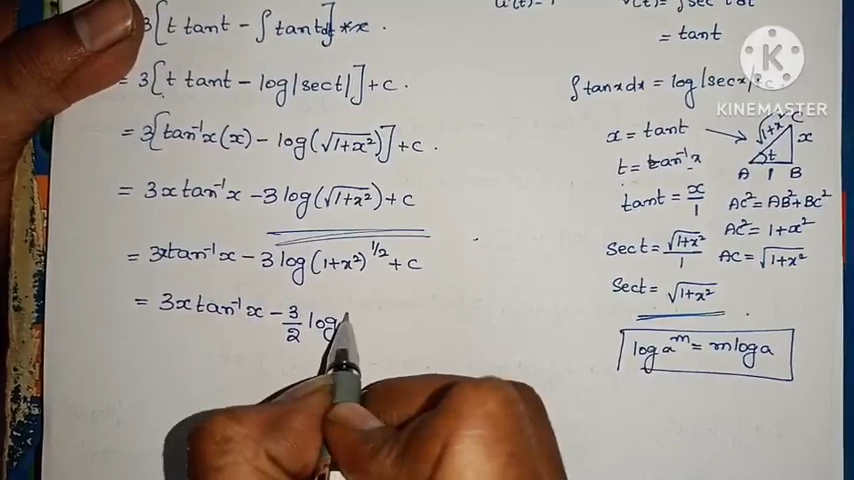 3[t tant - ∫tant dt] + c.
= 3[t tant - log|sect|] + c.
= 3[tan⁻¹x(x) - log(√1+x²)] + c.
= 3x tan⁻¹x - 3 log(√1+x²) + c
= 3x tan⁻¹x - 3 log(1+x²)^1/2 + c
= 3x tan⁻¹x - 3/2 log
= tant
∫tanx dx = log|secx|
x = tant
t = tan⁻¹x
tant = x/1
sect = √1+x²/1
sect = √1+x²
√1+x² C
x
t
A 1 B
AC² = AB² + BC²
AC² = 1+x²
AC = √1+x²
log a^m = m log a
KINEMASTER